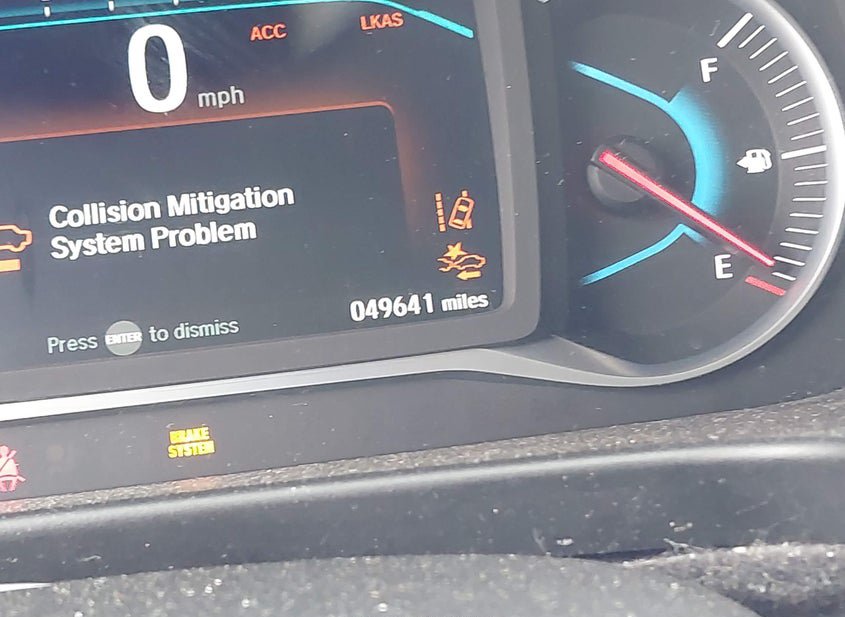 ACC LKAS
0 mph
F
Collision Mitigation
System Problem
E
049641 miles
Press ENTER to dismiss
BRAKE
SYSTEM